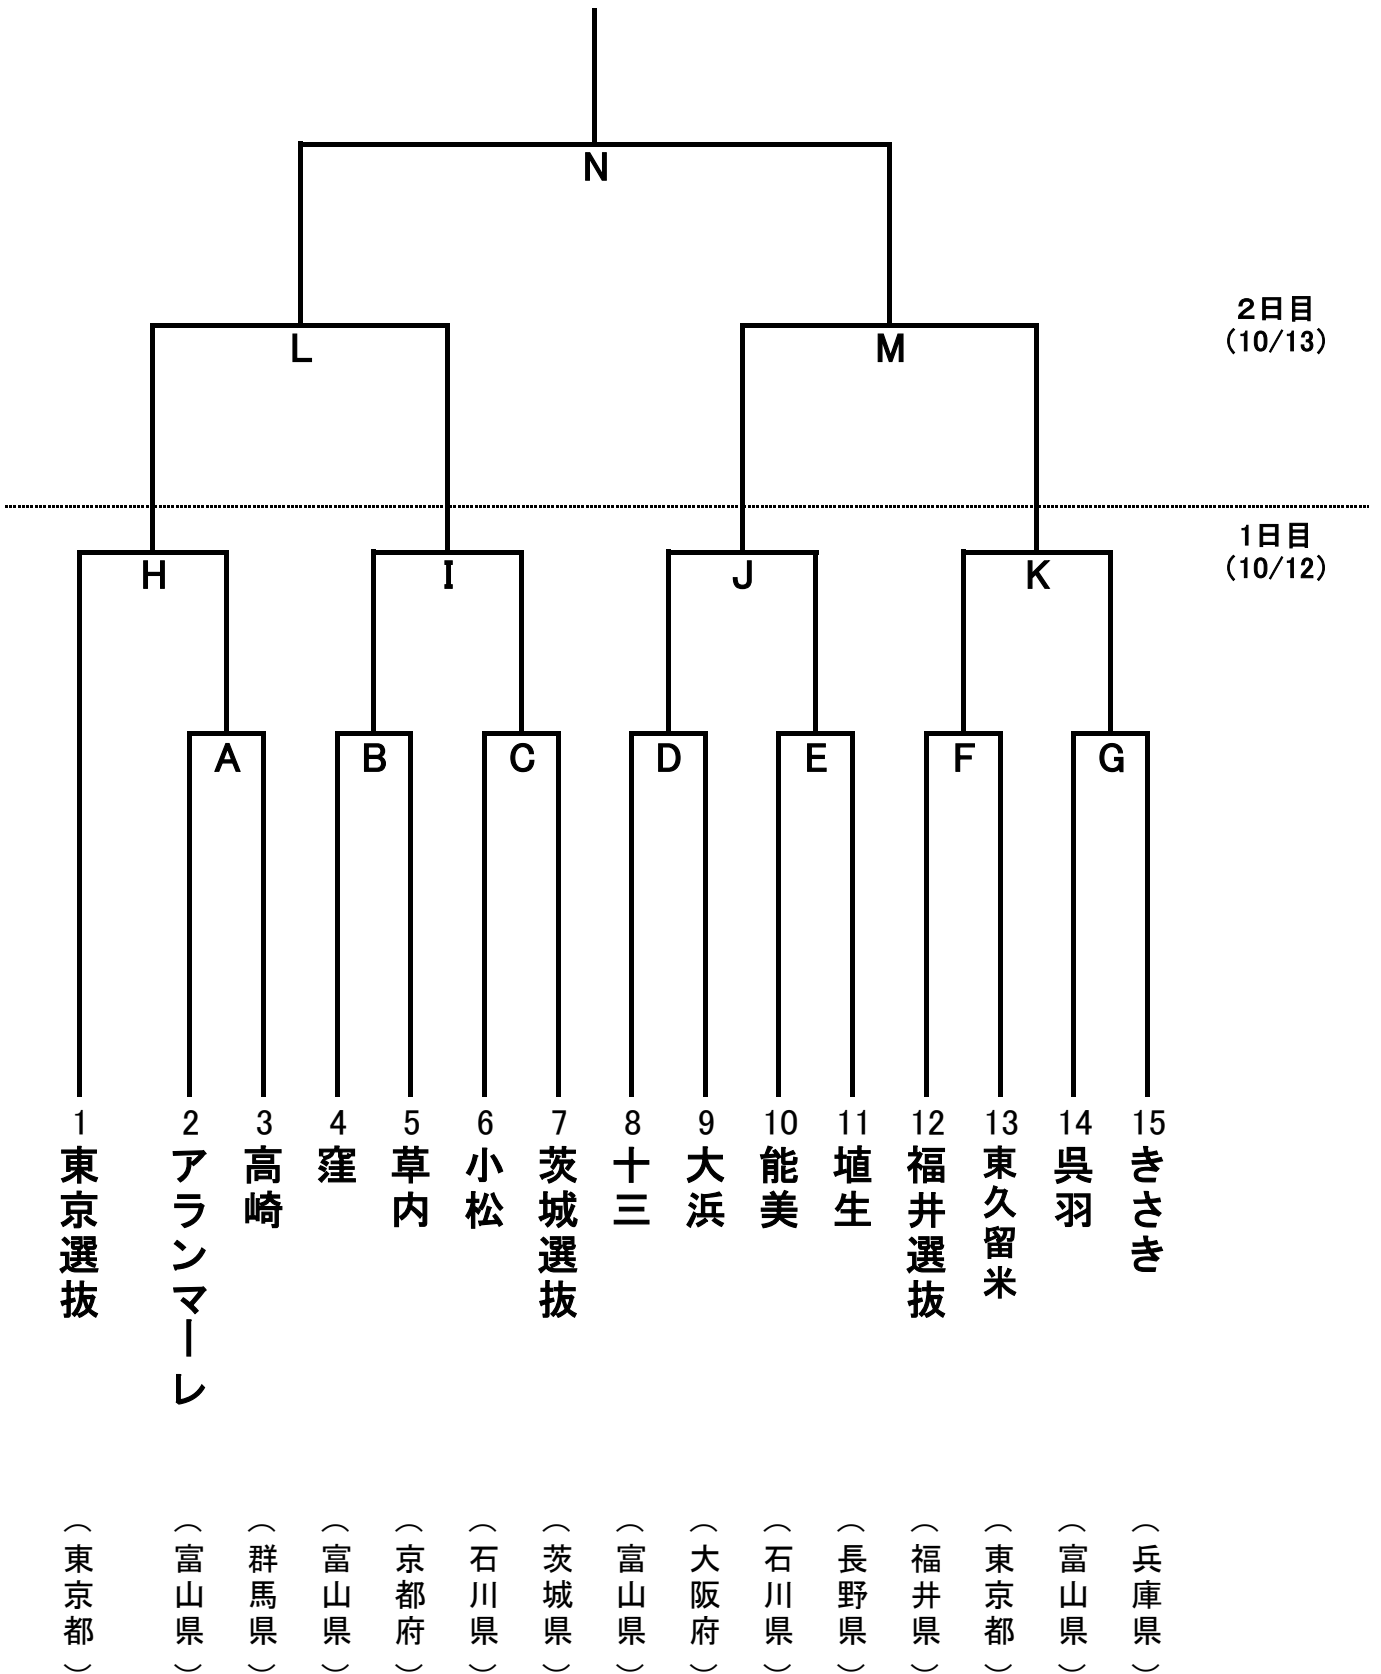 N
L
M
2日目
(10/13)
1日目
(10/12)
H
I
J
K
A
B
C
D
E
F
G
1
2
3
4
5
6
7
8
9
10
11
12
13
14
15
東京選抜
アランマーレ
高崎
窪
草内
小松
茨城選抜
十三
大浜
能美
埴生
福井選抜
東久留米
呉羽
きさき
(東京都)
(富山県)
(群馬県)
(富山県)
(京都府)
(石川県)
(茨城県)
(富山県)
(大阪府)
(石川県)
(長野県)
(福井県)
(東京都)
(富山県)
(兵庫県)